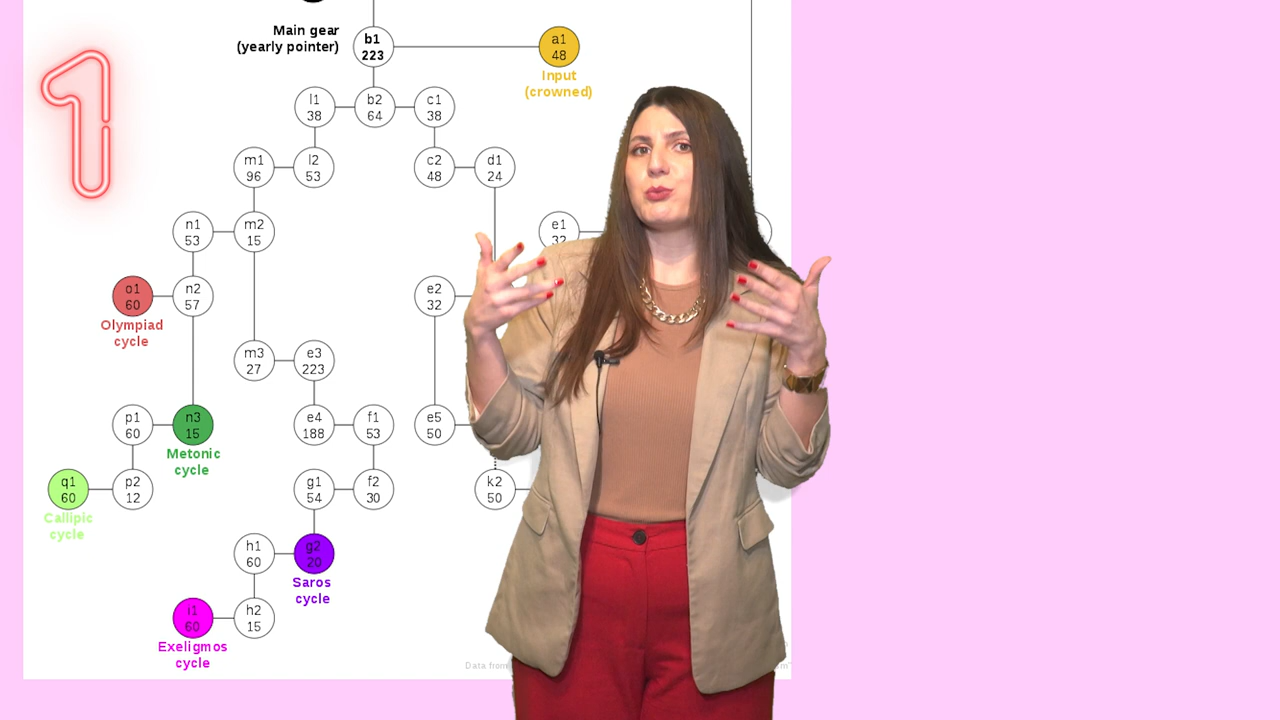 1
Main gear
(yearly pointer)
b1
223
a1
48
Input
(crowned)
l1
38
b2
64
c1
38
m1
96
l2
53
c2
48
d1
24
n1
53
m2
15
e1
32
o1
60
n2
57
e2
32
Olympiad
cycle
m3
27
e3
223
p1
60
n3
15
e4
188
f1
53
e5
50
Metonic
cycle
q1
60
p2
12
g1
54
f2
30
k2
50
Callipic
cycle
h1
60
g2
20
Saros
cycle
i1
60
h2
15
Exeligmos
cycle
Data from